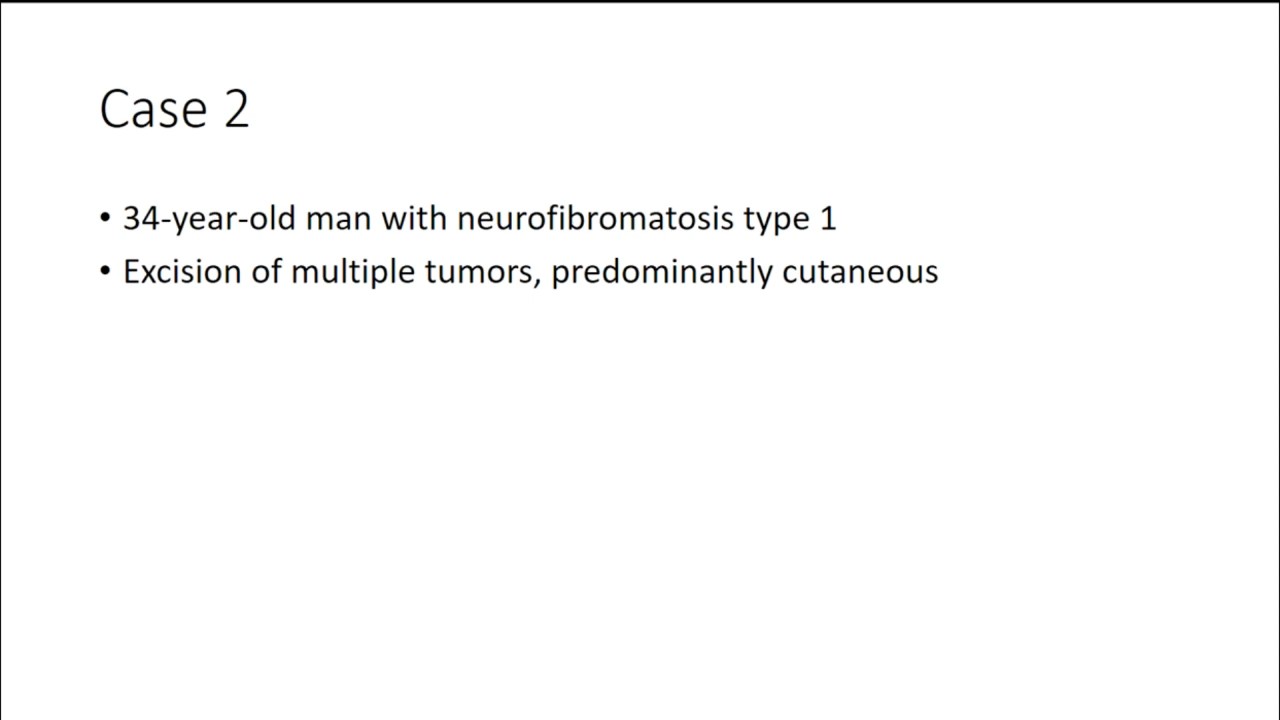 Case 2
• 34-year-old man with neurofibromatosis type 1
• Excision of multiple tumors, predominantly cutaneous